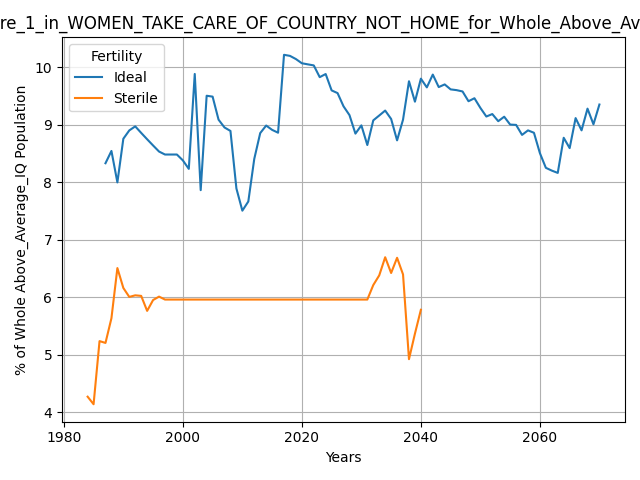 re_1_in_WOMEN_TAKE_CARE_OF_COUNTRY_NOT_HOME_for_Whole_Above_Av
Fertility
Ideal
Sterile
% of Whole Above_Average_IQ Population
10
9
8
7
6
5
4
1980
2000
2020
2040
2060
Years